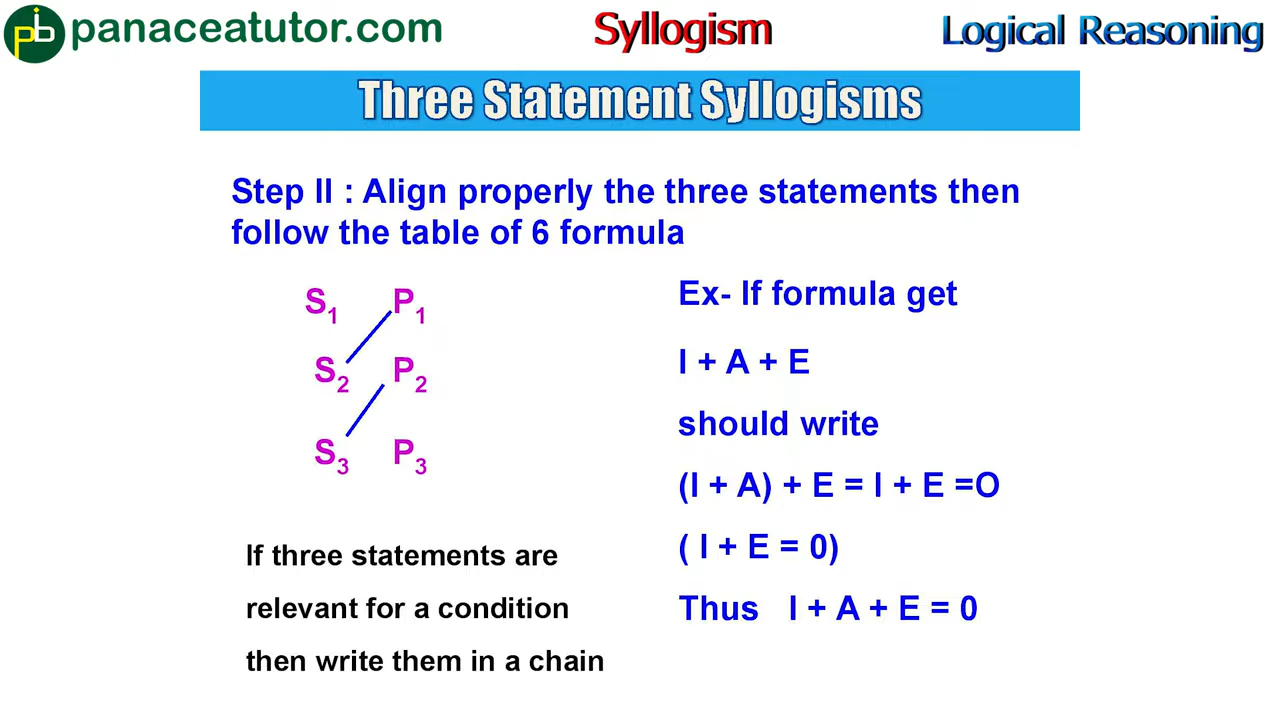 pib panaceatutor.com
Syllogism
Logical Reasoning
Three Statement Syllogisms
Step II : Align properly the three statements then
follow the table of 6 formula
S1 P1
S2 P2
S3 P3
If three statements are
relevant for a condition
then write them in a chain
Ex- If formula get
I + A + E
should write
(I + A) + E = I + E =O
( I + E = 0)
Thus I + A + E = 0